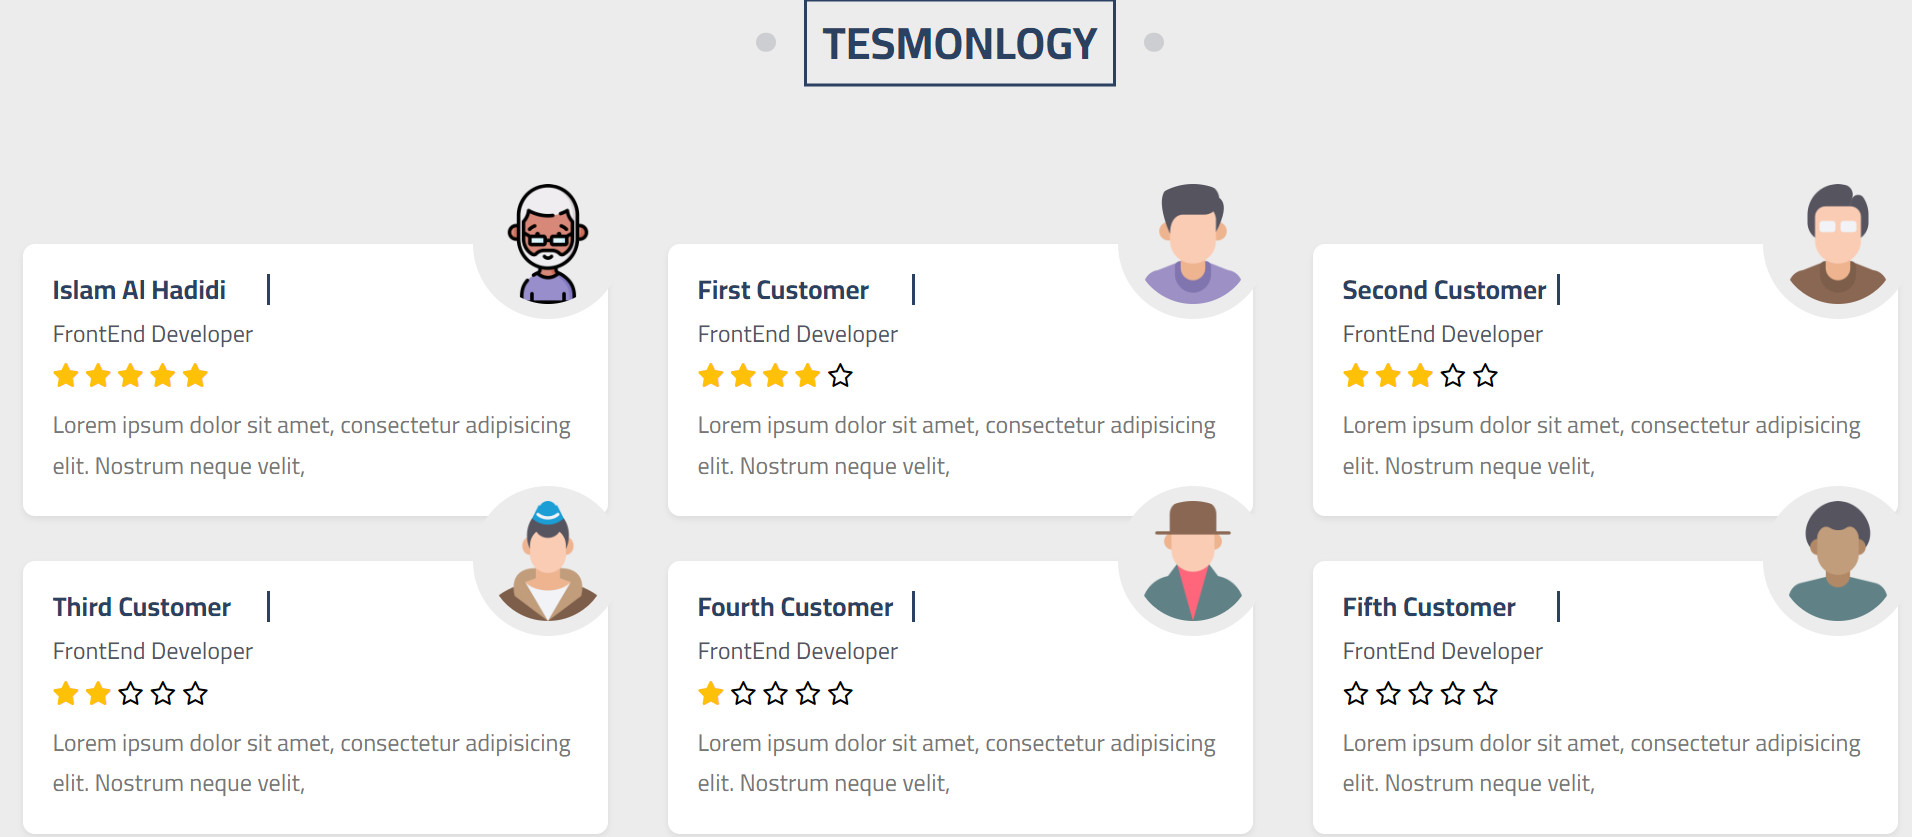 TESMONLOGY
Islam Al Hadidi
FrontEnd Developer
Lorem ipsum dolor sit amet, consectetur adipisicing
elit. Nostrum neque velit,
First Customer
FrontEnd Developer
Lorem ipsum dolor sit amet, consectetur adipisicing
elit. Nostrum neque velit,
Second Customer
FrontEnd Developer
Lorem ipsum dolor sit amet, consectetur adipisicing
elit. Nostrum neque velit,
Third Customer
FrontEnd Developer
Lorem ipsum dolor sit amet, consectetur adipisicing
elit. Nostrum neque velit,
Fourth Customer
FrontEnd Developer
Lorem ipsum dolor sit amet, consectetur adipisicing
elit. Nostrum neque velit,
Fifth Customer
FrontEnd Developer
Lorem ipsum dolor sit amet, consectetur adipisicing
elit. Nostrum neque velit,